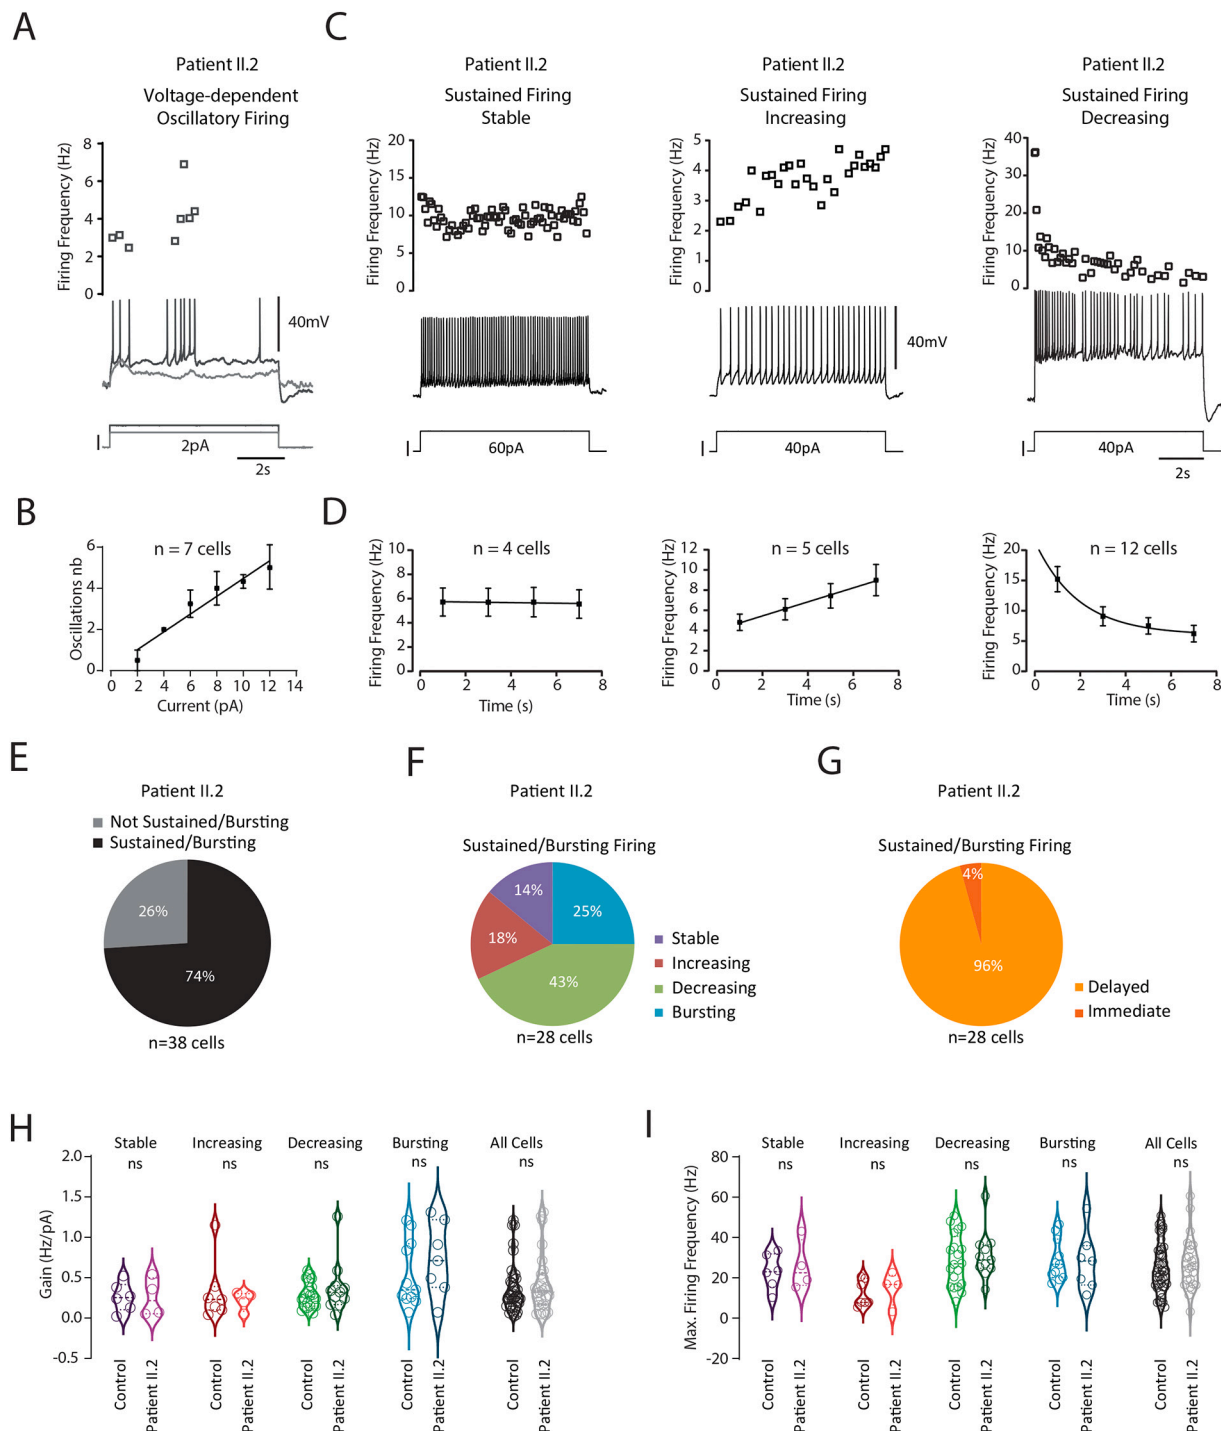 A
Patient II.2
Voltage-dependent
Oscillatory Firing
Firing Frequency (Hz)
8
6
4
2
0
40mV
2pA
2s
C
Patient II.2
Sustained Firing
Stable
Firing Frequency (Hz)
20
15
10
5
0
60pA
Patient II.2
Sustained Firing
Increasing
Firing Frequency (Hz)
5
4
3
2
1
0
40mV
40pA
Patient II.2
Sustained Firing
Decreasing
Firing Frequency (Hz)
40
30
20
10
0
40pA
2s
B
n = 7 cells
Oscillations nb
6
4
2
0
0 2 4 6 8 10 12 14
Current (pA)
D
n = 4 cells
Firing Frequency (Hz)
10
8
6
4
2
0
0 2 4 6 8
Time (s)
n = 5 cells
Firing Frequency (Hz)
12
10
8
6
4
2
0
0 2 4 6 8
Time (s)
n = 12 cells
Firing Frequency (Hz)
20
15
10
5
0
0 2 4 6 8
Time (s)
E
Patient II.2
Not Sustained/Bursting
Sustained/Bursting
26%
74%
n=38 cells
F
Patient II.2
Sustained/Bursting Firing
14%
25%
18%
43%
Stable
Increasing
Decreasing
Bursting
n=28 cells
G
Patient II.2
Sustained/Bursting Firing
4%
96%
Delayed
Immediate
n=28 cells
H
Stable Increasing Decreasing Bursting All Cells
ns ns ns ns ns
Gain (Hz/pA)
2.0
1.5
1.0
0.5
0.0
-0.5
Control
Patient II.2
Control
Patient II.2
Control
Patient II.2
Control
Patient II.2
Control
Patient II.2
I
Stable Increasing Decreasing Bursting All Cells
ns ns ns ns ns
Max. Firing Frequency (Hz)
80
60
40
20
0
-20
Control
Patient II.2
Control
Patient II.2
Control
Patient II.2
Control
Patient II.2
Control
Patient II.2